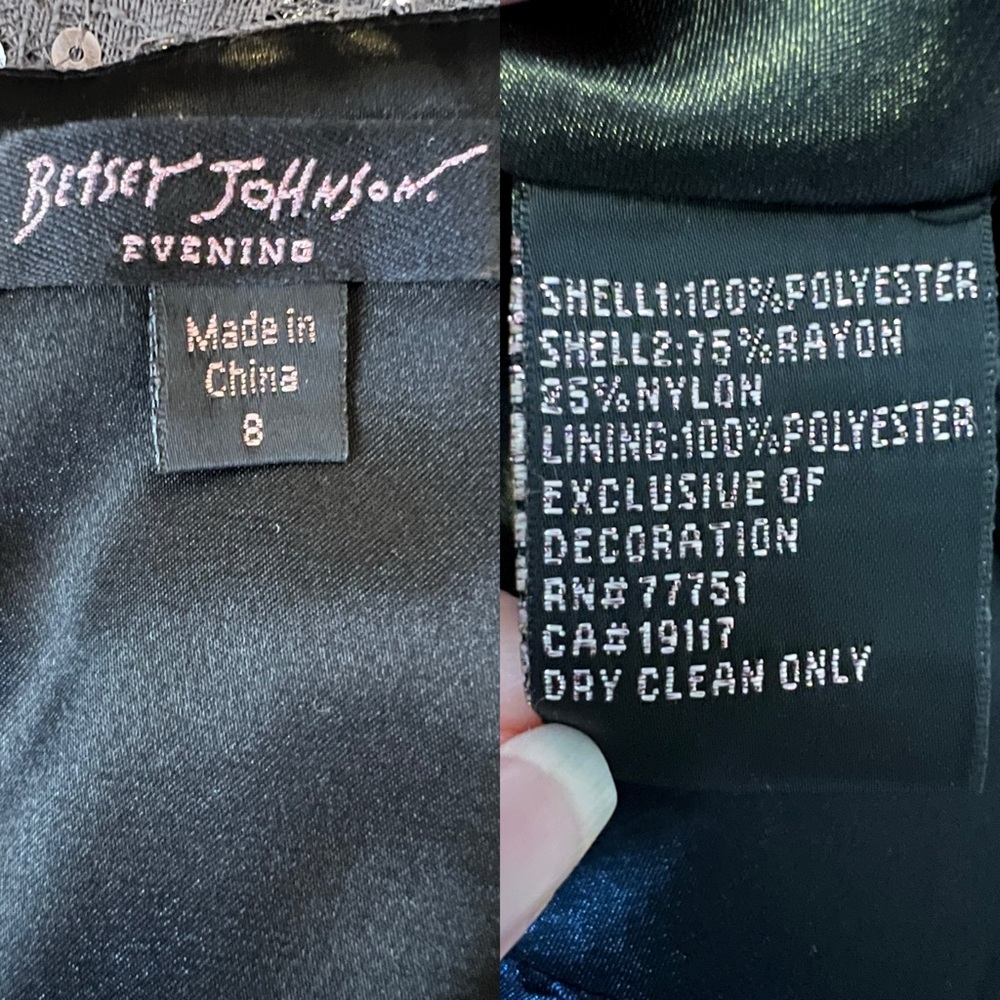 BETSEY JOHNSON.
EVENING
Made in
China
8
SHELL1:100%POLYESTER
SHELL2:75%RAYON
25%NYLON
LINING:100%POLYESTER
EXCLUSIVE OF
DECORATION
RN#77751
CA#19117
DRY CLEAN ONLY